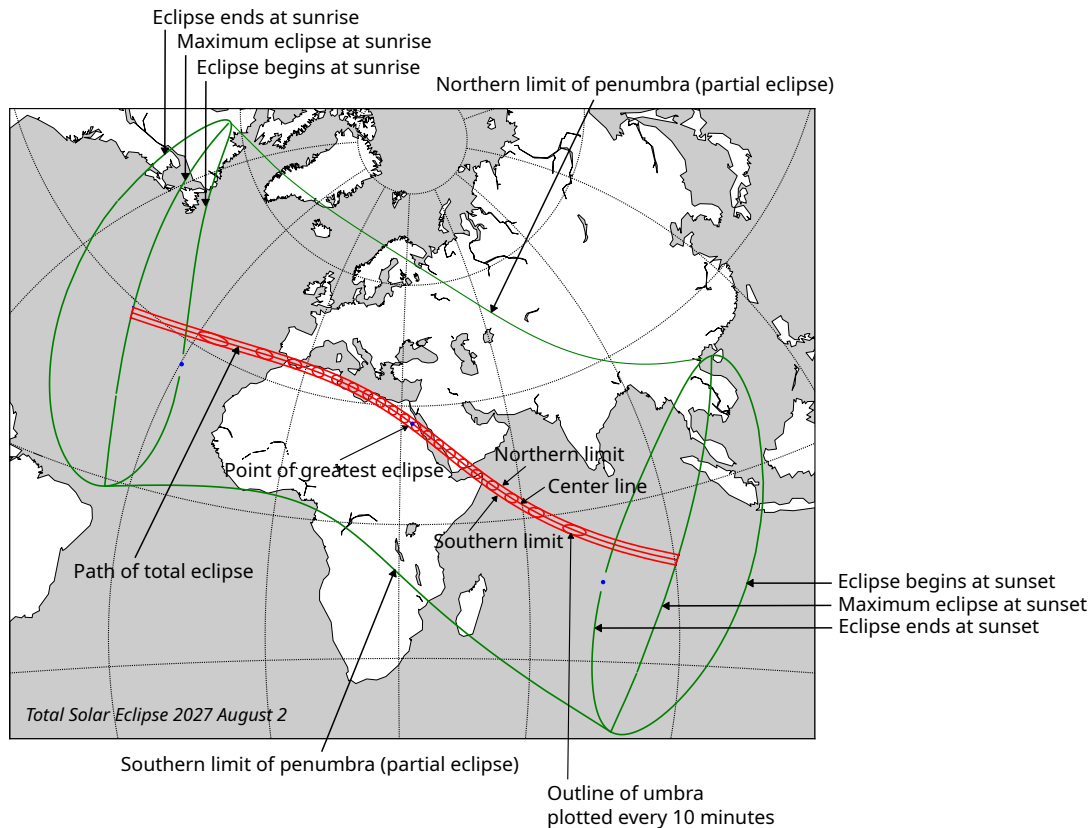 Eclipse ends at sunrise
Maximum eclipse at sunrise
Eclipse begins at sunrise
Northern limit of penumbra (partial eclipse)
Point of greatest eclipse
Northern limit
Center line
Southern limit
Path of total eclipse
Eclipse begins at sunset
Maximum eclipse at sunset
Eclipse ends at sunset
Total Solar Eclipse 2027 August 2
Southern limit of penumbra (partial eclipse)
Outline of umbra
plotted every 10 minutes